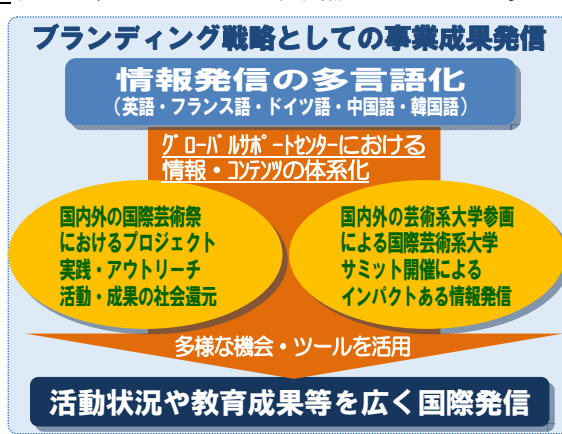 ブランディング戦略としての事業成果発信
情報発信の多言語化
（英語・フランス語・ドイツ語・中国語・韓国語）
ｸﾞﾛｰﾊﾞﾙｻﾎﾟｰﾄｾﾝﾀｰにおける
情報・ｺﾝﾃﾝﾂの体系化
国内外の国際芸術祭
におけるプロジェクト
実践・アウトリーチ
活動・成果の社会還元
国内外の芸術系大学参画
による国際芸術系大学
サミット開催による
インパクトある情報発信
多様な機会・ツールを活用
活動状況や教育成果等を広く国際発信